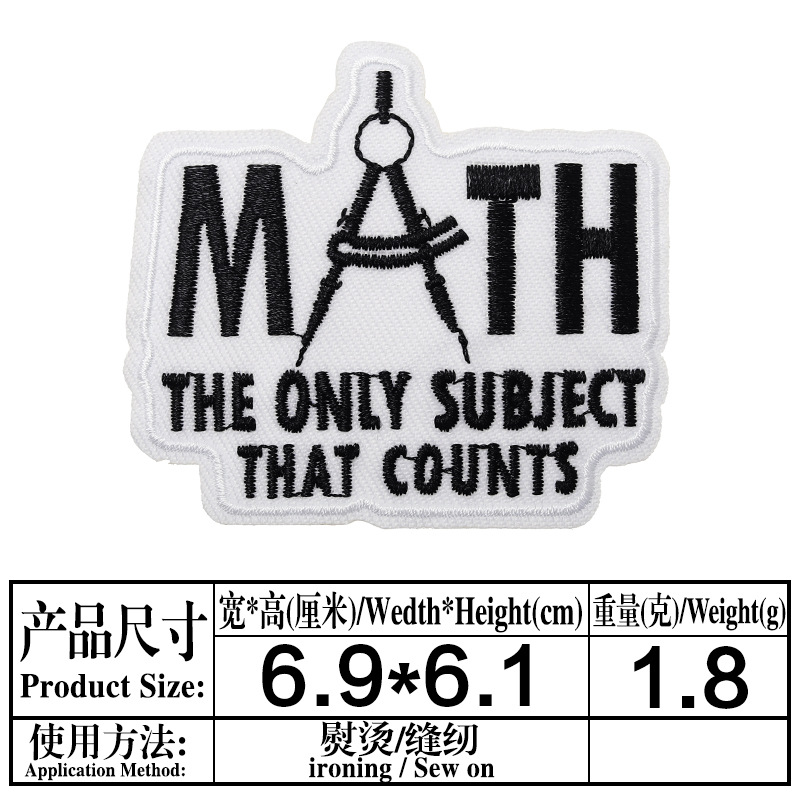 MATH
THE ONLY SUBJECT
THAT COUNTS
产品尺寸
Product Size:
宽*高(厘米)/Wedth*Height(cm)
重量(克)/Weight(g)
6.9*6.1
1.8
使用方法:
Application Method:
熨烫/缝纫
ironing / Sew on